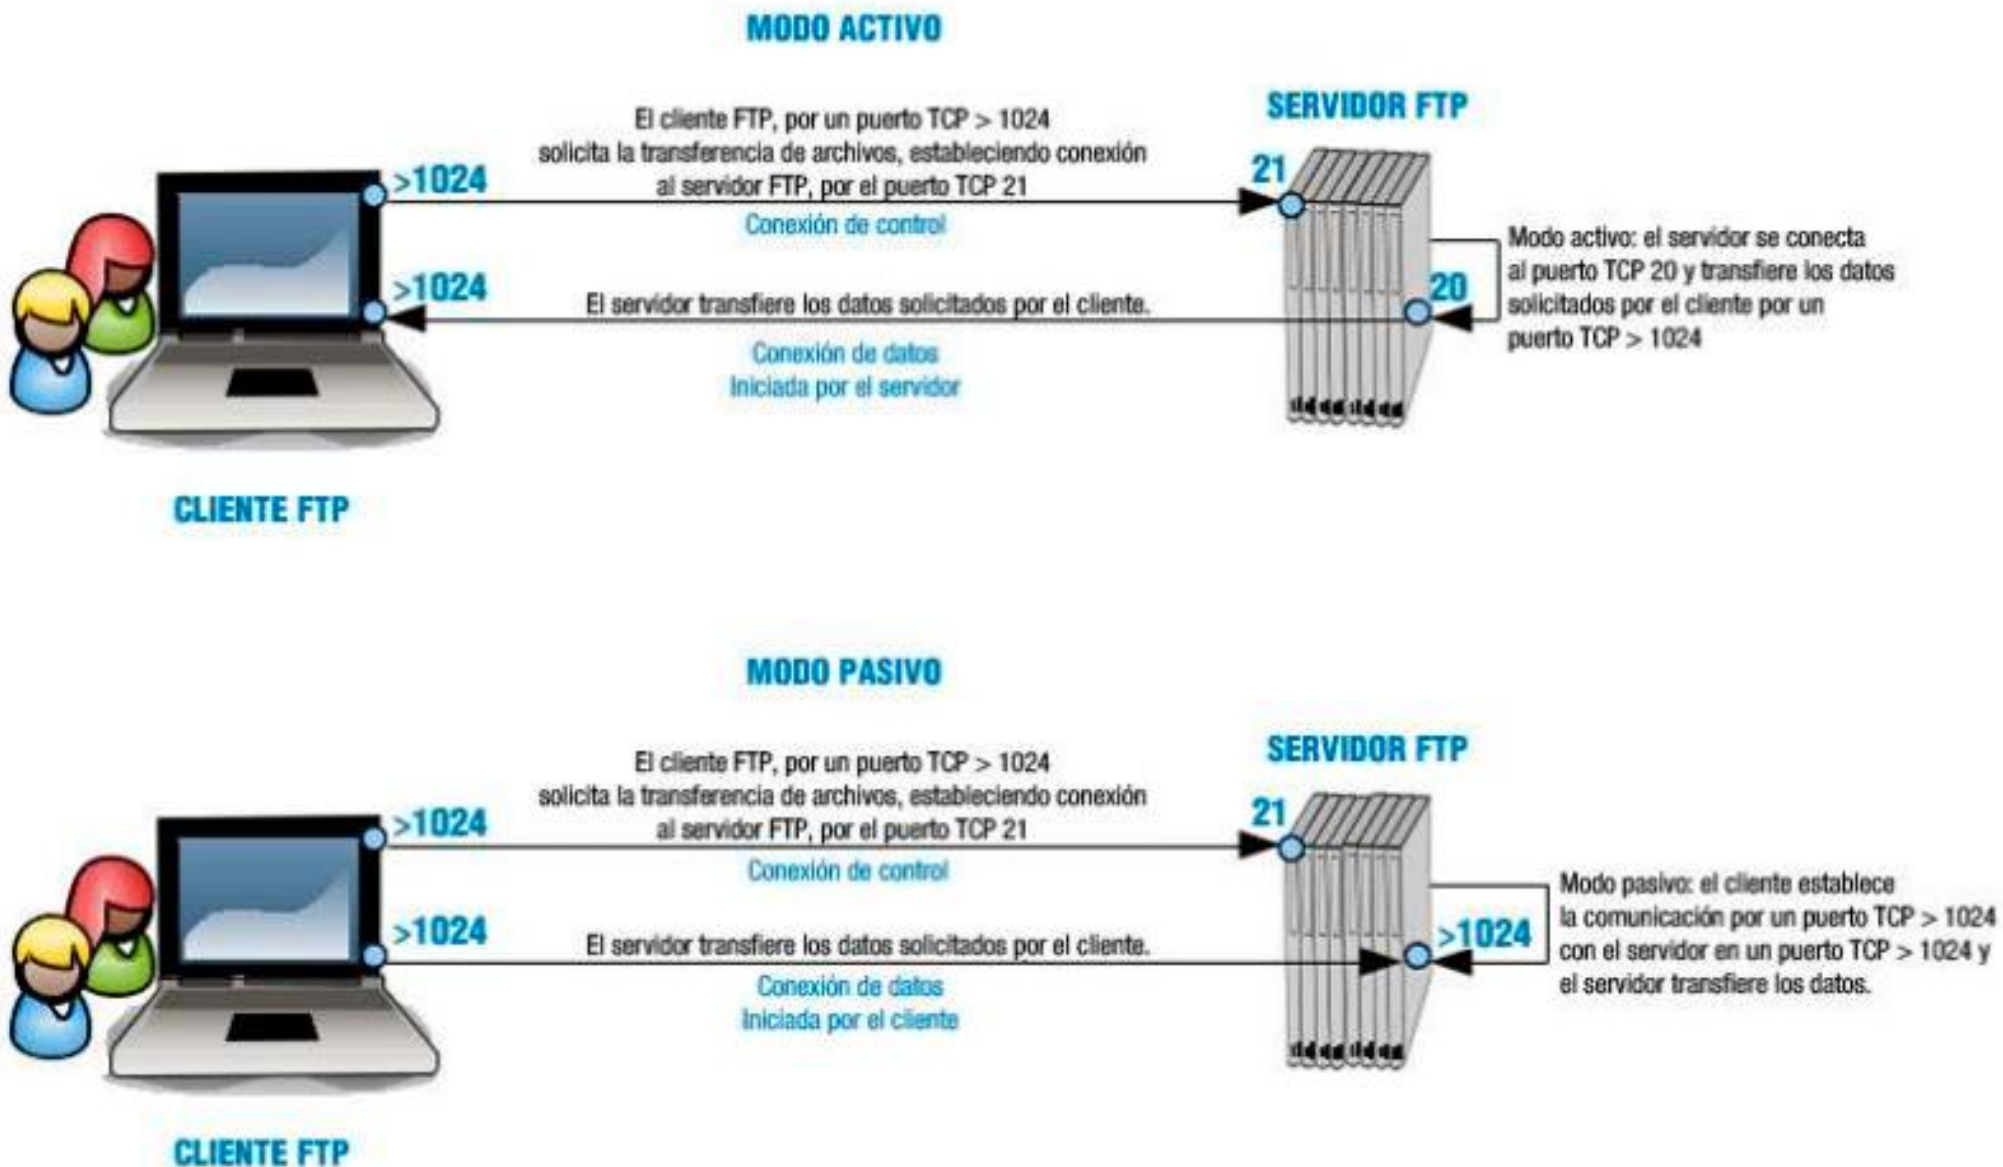 MODO ACTIVO
El cliente FTP, por un puerto TCP > 1024
solicita la transferencia de archivos, estableciendo conexión
al servidor FTP, por el puerto TCP 21
SERVIDOR FTP
>1024
21
Conexión de control
>1024
El servidor transfiere los datos solicitados por el cliente.
20
Modo activo: el servidor se conecta
al puerto TCP 20 y transfiere los datos
solicitados por el cliente por un
puerto TCP > 1024
Conexión de datos
Iniciada por el servidor
CLIENTE FTP
MODO PASIVO
El cliente FTP, por un puerto TCP > 1024
solicita la transferencia de archivos, estableciendo conexión
al servidor FTP, por el puerto TCP 21
SERVIDOR FTP
>1024
21
Conexión de control
>1024
El servidor transfiere los datos solicitados por el cliente.
>1024
Modo pasivo: el cliente establece
la comunicación por un puerto TCP > 1024
con el servidor en un puerto TCP > 1024 y
el servidor transfiere los datos.
Conexión de datos
Iniciada por el cliente
CLIENTE FTP